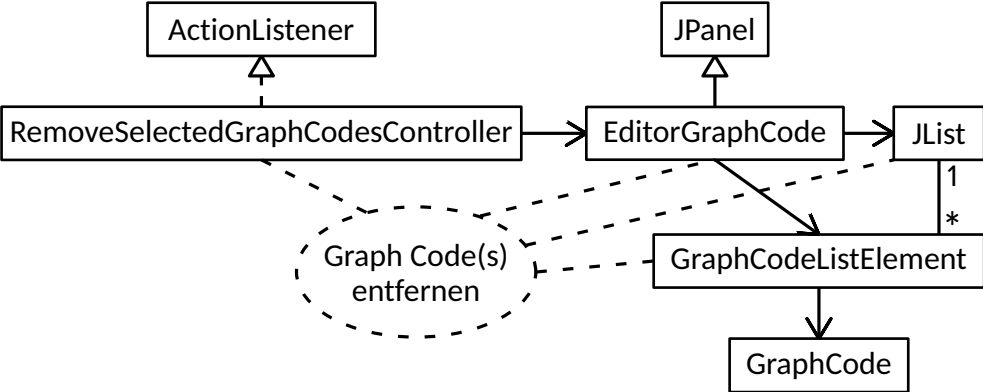 ActionListener
JPanel
RemoveSelectedGraphCodesController
EditorGraphCode
JList
1
*
Graph Code(s)
entfernen
GraphCodeListElement
GraphCode